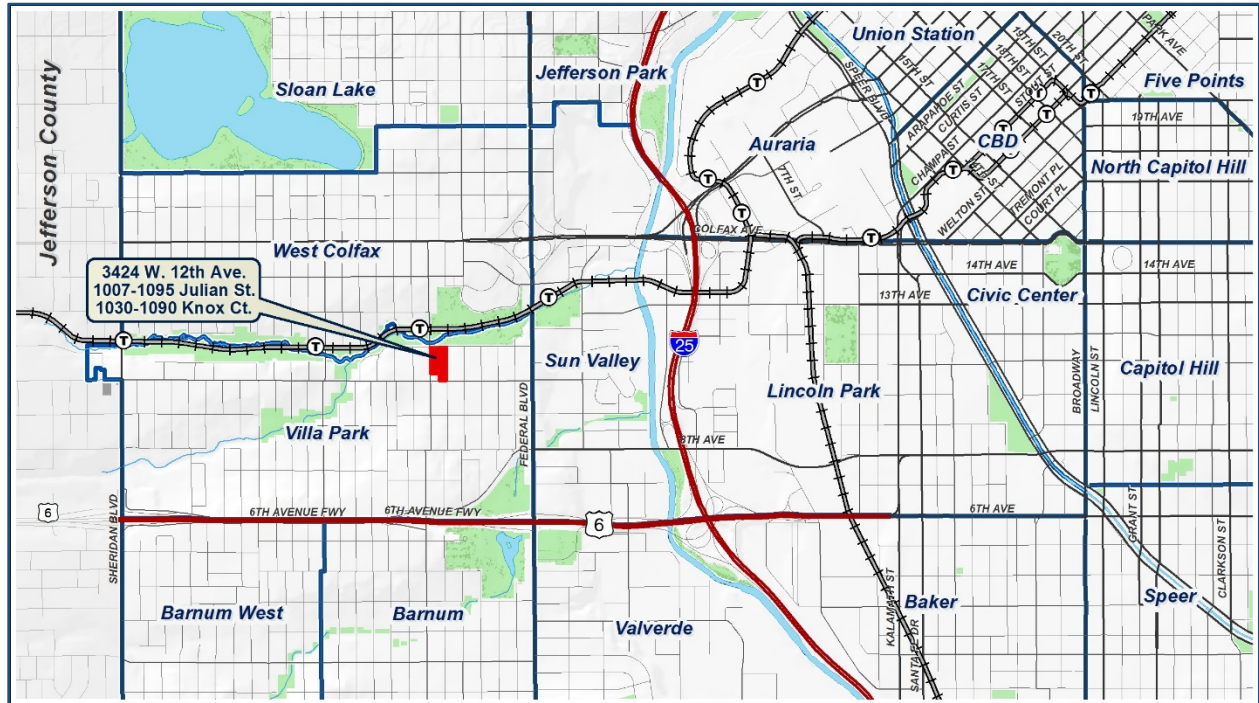 Union Station
PARK AVE
20TH ST
19TH ST
18TH ST
17TH ST
15TH ST
Jefferson Park
Five Points
Sloan Lake
SPEER BLVD
ARAPAHOE ST
CURTIS ST
STOUT ST
CHAMPA ST
CBD
19TH AVE
Auraria
7TH ST
North Capitol Hill
14TH ST
TREMONT PL
COURT PL
WELTON ST
Jefferson County
COLFAX AVE
West Colfax
3424 W. 12th Ave.
1007-1095 Julian St.
1030-1090 Knox Ct.
14TH AVE
14TH AVE
13TH AVE
Civic Center
T
T
T
T
T
T
T
T
T
T
T
T
25
Sun Valley
Lincoln Park
BROADWAY
LINCOLN ST
Capitol Hill
FEDERAL BLVD
Villa Park
8TH AVE
6
SHERIDAN BLVD
6TH AVENUE FWY
6TH AVENUE FWY
6
6TH AVE
GRANT ST
CLARKSON ST
Barnum West
Barnum
Valverde
KALAMATH ST
SANTA FE DR
Baker
Speer